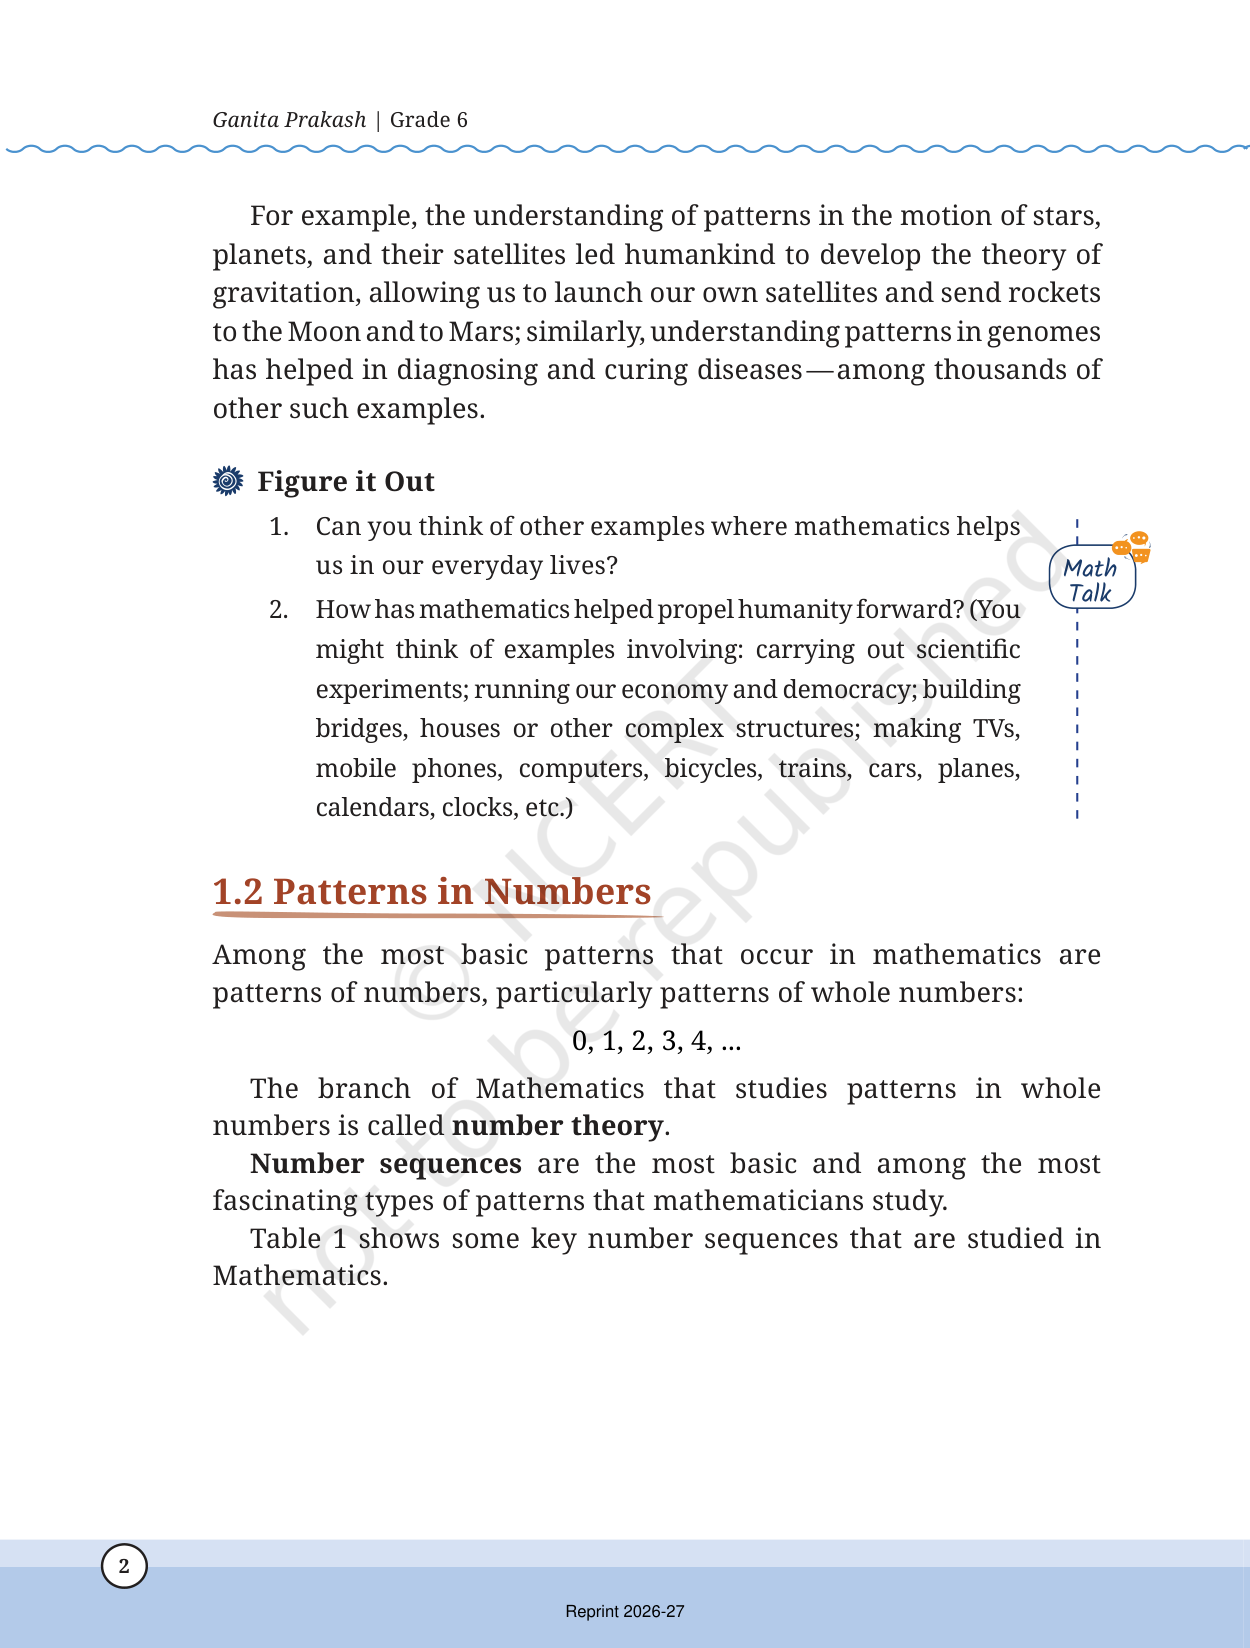 Ganita Prakash | Grade 6
For example, the understanding of patterns in the motion of stars,
planets, and their satellites led humankind to develop the theory of
gravitation, allowing us to launch our own satellites and send rockets
to the Moon and to Mars; similarly, understanding patterns in genomes
has helped in diagnosing and curing diseases—among thousands of
other such examples.
Figure it Out
1. Can you think of other examples where mathematics helps
us in our everyday lives?
2. How has mathematics helped propel humanity forward? (You
might think of examples involving: carrying out scientific
experiments; running our economy and democracy; building
bridges, houses or other complex structures; making TVs,
mobile phones, computers, bicycles, trains, cars, planes,
calendars, clocks, etc.)
Math
Talk
1.2 Patterns in Numbers
Among the most basic patterns that occur in mathematics are
patterns of numbers, particularly patterns of whole numbers:
0, 1, 2, 3, 4, ...
The branch of Mathematics that studies patterns in whole
numbers is called number theory.
Number sequences are the most basic and among the most
fascinating types of patterns that mathematicians study.
Table 1 shows some key number sequences that are studied in
Mathematics.
© NCERT
not to be republished
2
Reprint 2026-27